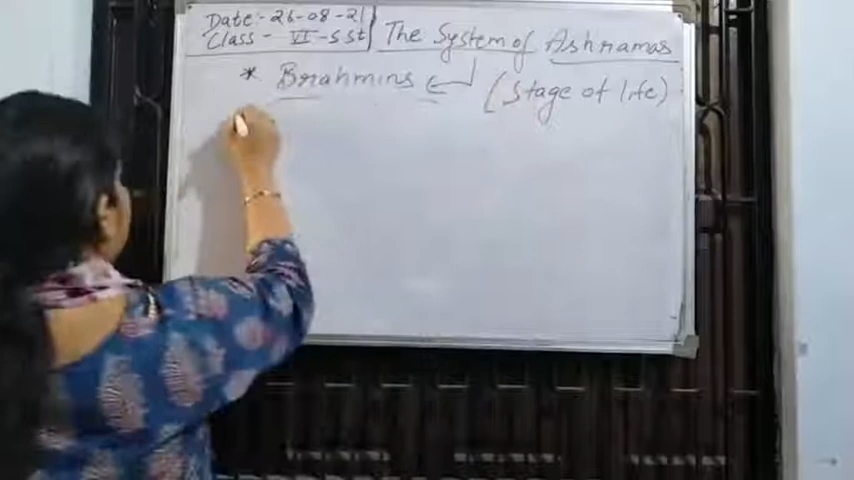 Date:- 26-08-21
Class - VI - SSt
The System of Ashramas
* Brahmins
(Stage of life)